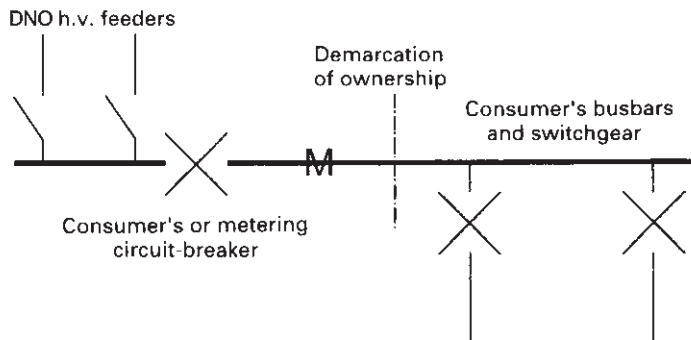 DNO h.v. feeders
Demarcation
of ownership
Consumer's busbars
and switchgear
M
Consumer's or metering
circuit-breaker